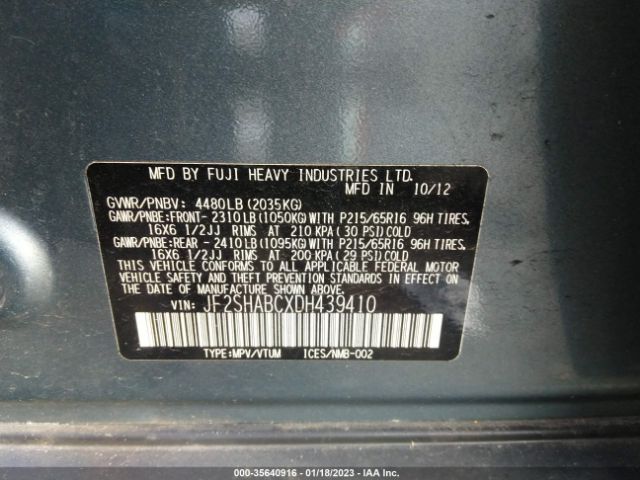 MFD BY FUJI HEAVY INDUSTRIES LTD.
MFD IN 10/12
GVWR/PNBV: 4480LB (2035KG)
GAWR/PNBE:FRONT- 2310LB (1050KG) WITH P215/65R16 96H TIRES,
16X6 1/2JJ RIMS AT 210 KPA (30 PSI) COLD
GAWR/PNBE:REAR - 2410LB (1095KG) WITH P215/65R16 96H TIRES,
16X6 1/2JJ RIMS AT 200 KPA (29 PSI) COLD
THIS VEHICLE CONFORMS TO ALL APPLICABLE FEDERAL MOTOR
VEHICLE SAFETY AND THEFT PREVENTION STANDARDS IN EFFECT ON
THE DATE OF MANUFACTURE SHOWN ABOVE.
VIN: JF2SHABCXDH439410
TYPE:MPV/VTUM ICES/NMB-002
000-35640916 - 01/18/2023 - IAA Inc.